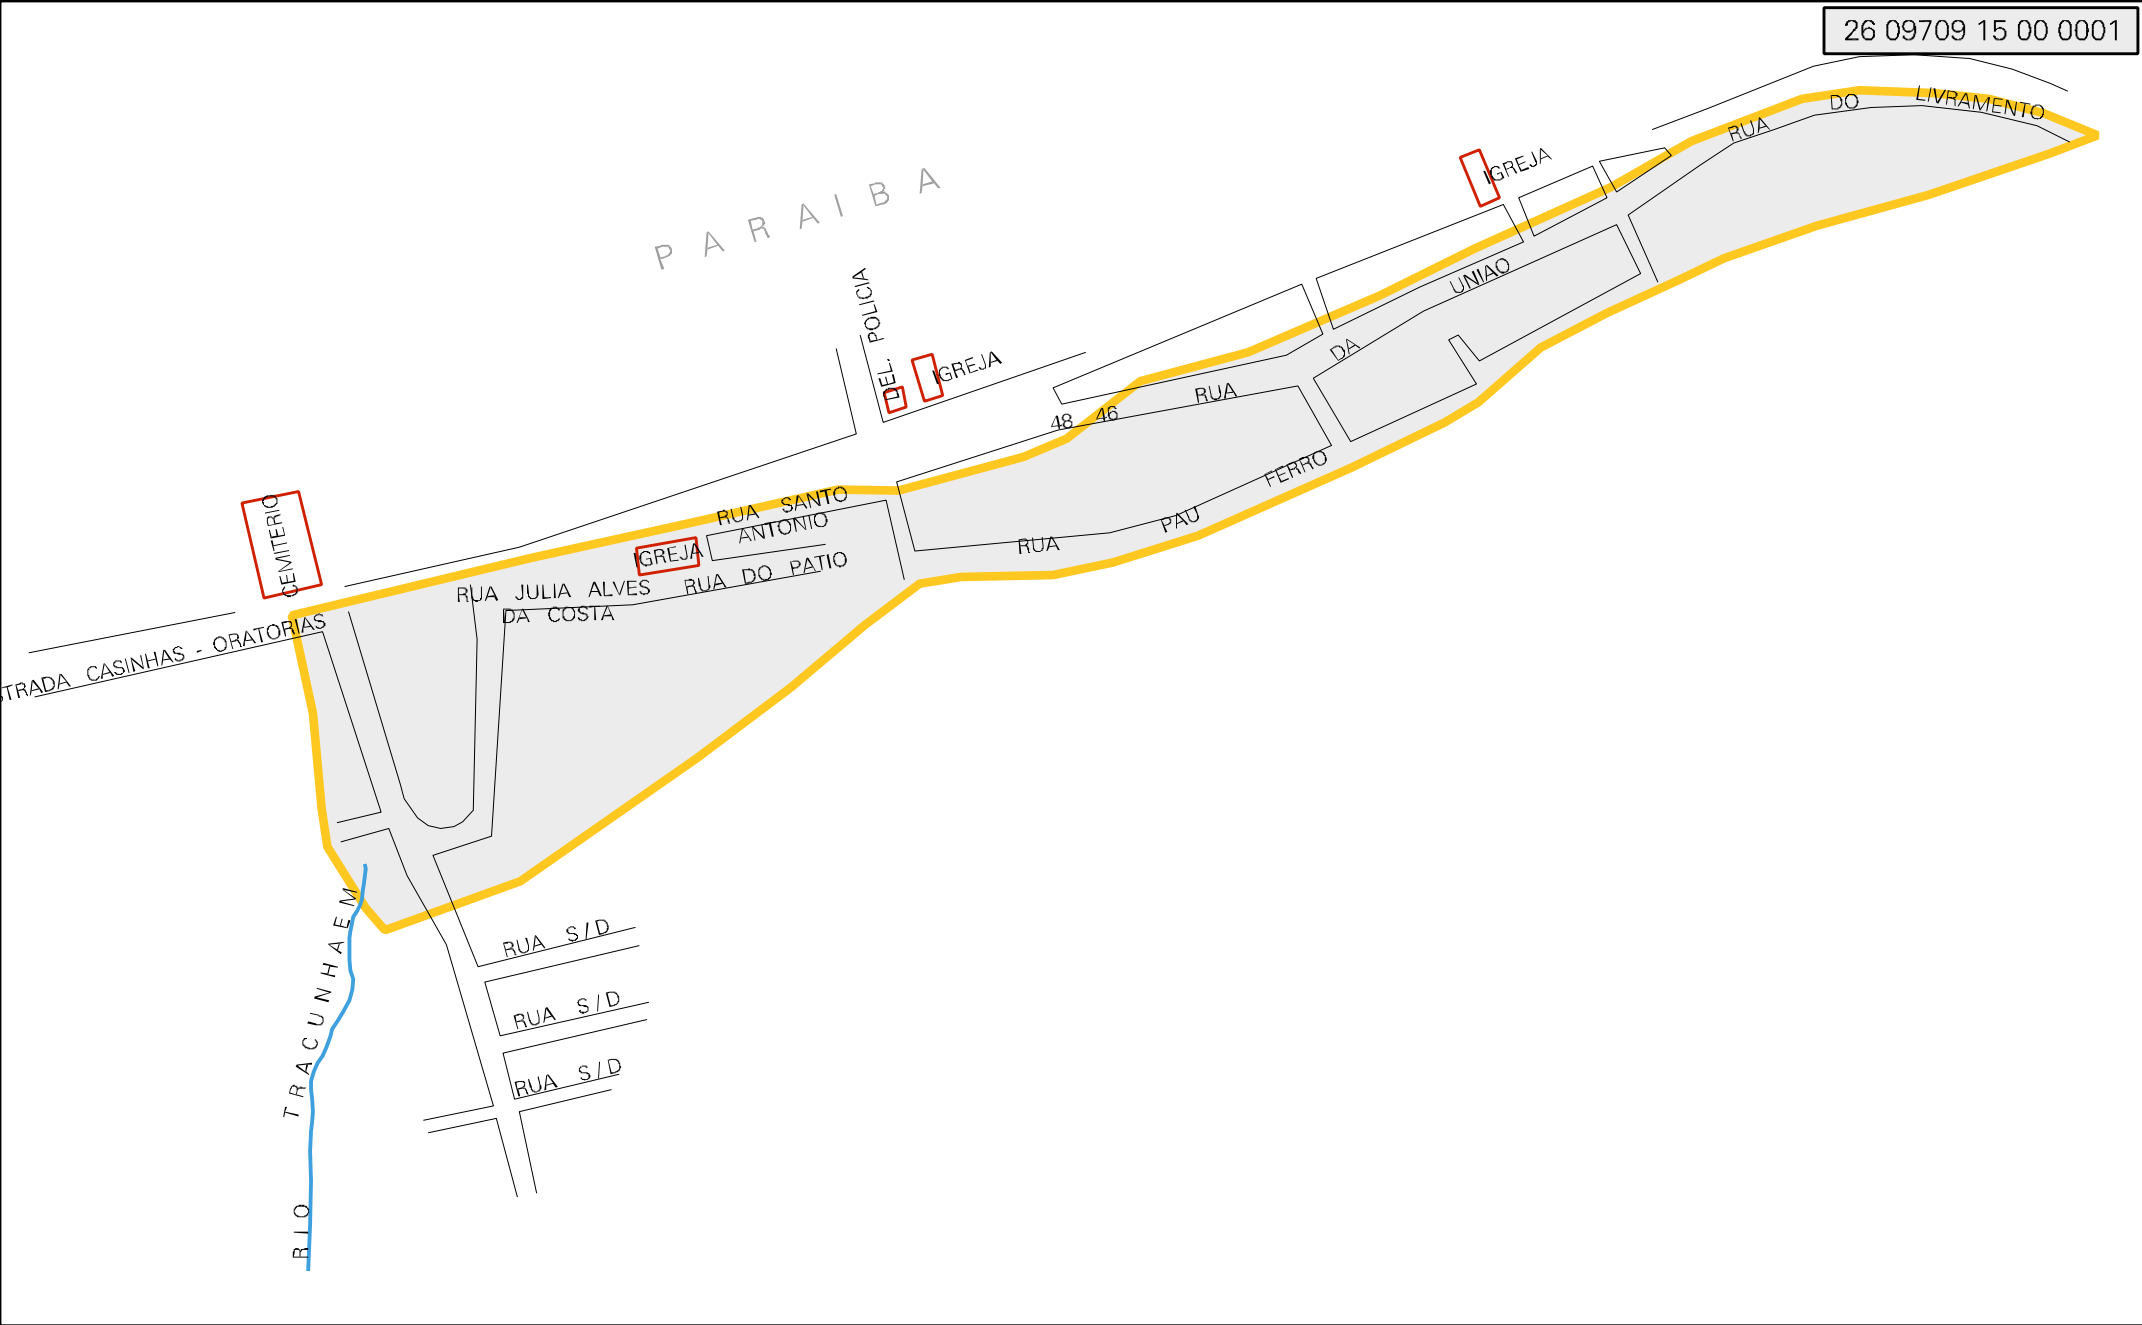 26 09709 15 00 0001
RUA DO LIVRAMENTO
IGREJA
PARAIBA
RUA DA UNIAO
DEL. POLICIA
IGREJA
48 46
RUA PAU FERRO
RUA SANTO
ANTONIO
IGREJA
RUA DO PATIO
CEMITERIO
RUA JULIA ALVES
DA COSTA
STRADA CASINHAS - ORATORIAS
RIO TRACUNHAEM
RUA S/D
RUA S/D
RUA S/D